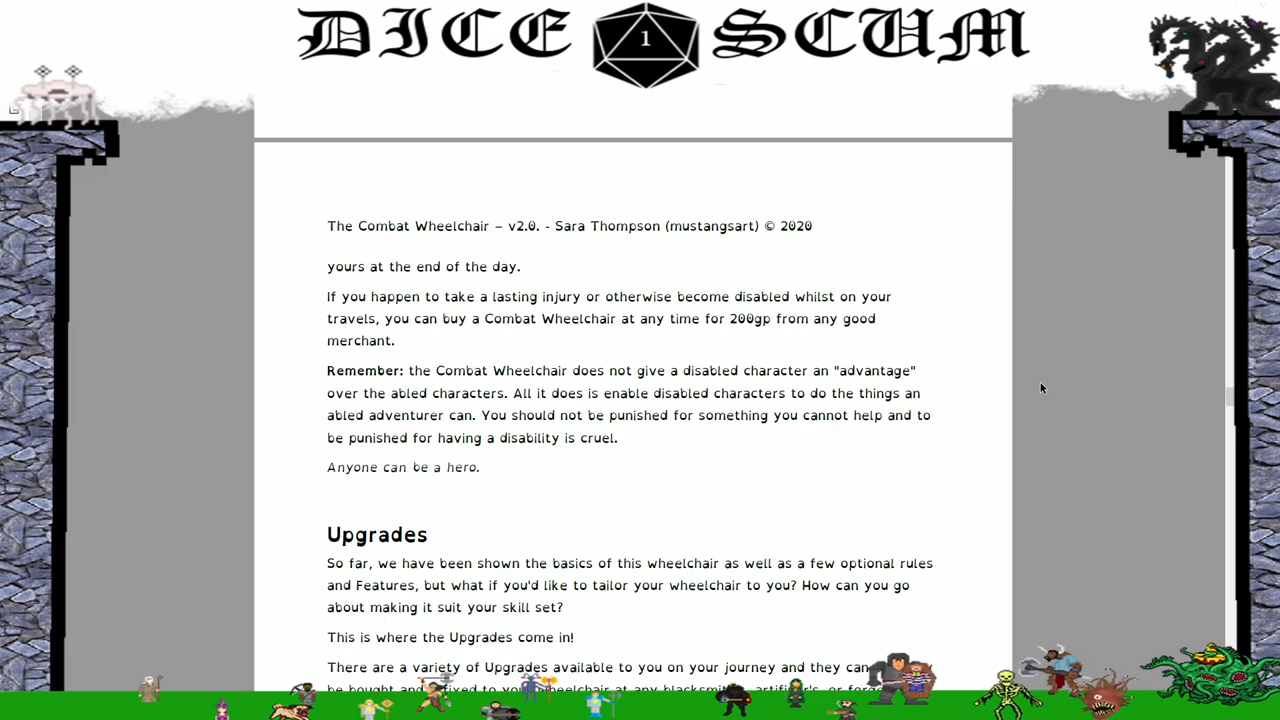 DICE 1 SCUM
The Combat Wheelchair – v2.0. - Sara Thompson (mustangsart) © 2020
yours at the end of the day.
If you happen to take a lasting injury or otherwise become disabled whilst on your
travels, you can buy a Combat Wheelchair at any time for 200gp from any good
merchant.
Remember: the Combat Wheelchair does not give a disabled character an "advantage"
over the abled characters. All it does is enable disabled characters to do the things an
abled adventurer can. You should not be punished for something you cannot help and to
be punished for having a disability is cruel.
Anyone can be a hero.
Upgrades
So far, we have been shown the basics of this wheelchair as well as a few optional rules
and Features, but what if you'd like to tailor your wheelchair to you? How can you go
about making it suit your skill set?
This is where the Upgrades come in!
There are a variety of Upgrades available to you on your journey and they can
be bought and